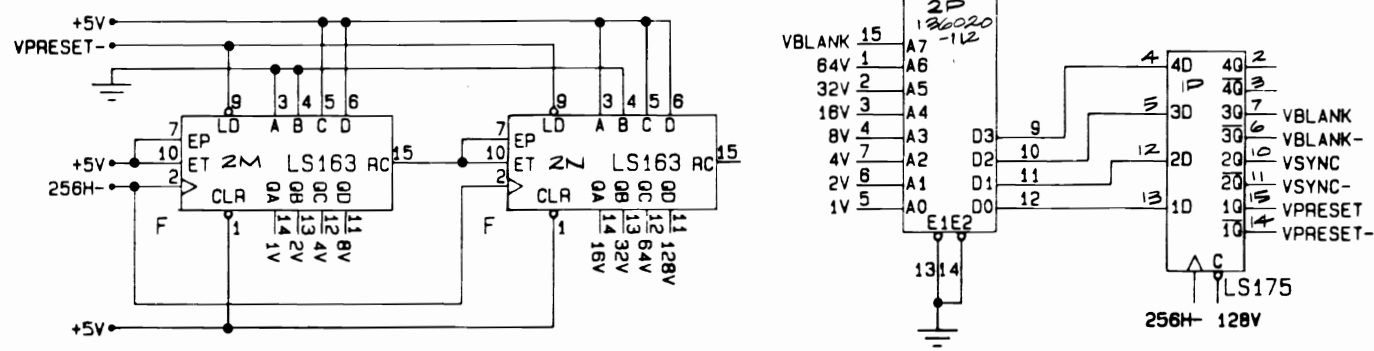 +5V
VPRESET-
9 3 4 5 6
LD A B C D
7 EP
10 ET 2M LS163 RC 15
+5V
256H- 2
CLR QA QB QC QD
F
1 14 13 12 11
1V 2V 4V 8V
+5V
9 3 4 5 6
LD A B C D
7 EP
10 ET 2N LS163 RC 15
2
CLR QA QB QC QD
F
1 14 13 12 11
16V 32V 64V 128V
2P
136020
-112
VBLANK 15 A7
64V 1 A6
32V 2 A5
16V 3 A4
8V 4 A3
4V 7 A2
2V 6 A1
1V 5 A0
D3 9
D2 10
D1 11
D0 12
E1 E2
13 14
1P
4 4D
5 3D
12 2D
13 1D
4Q 2
4Q 3
3Q 7 VBLANK
3Q 6 VBLANK-
2Q 10 VSYNC
2Q 11 VSYNC-
1Q 15 VPRESET
1Q 14 VPRESET-
C
LS175
256H- 128V